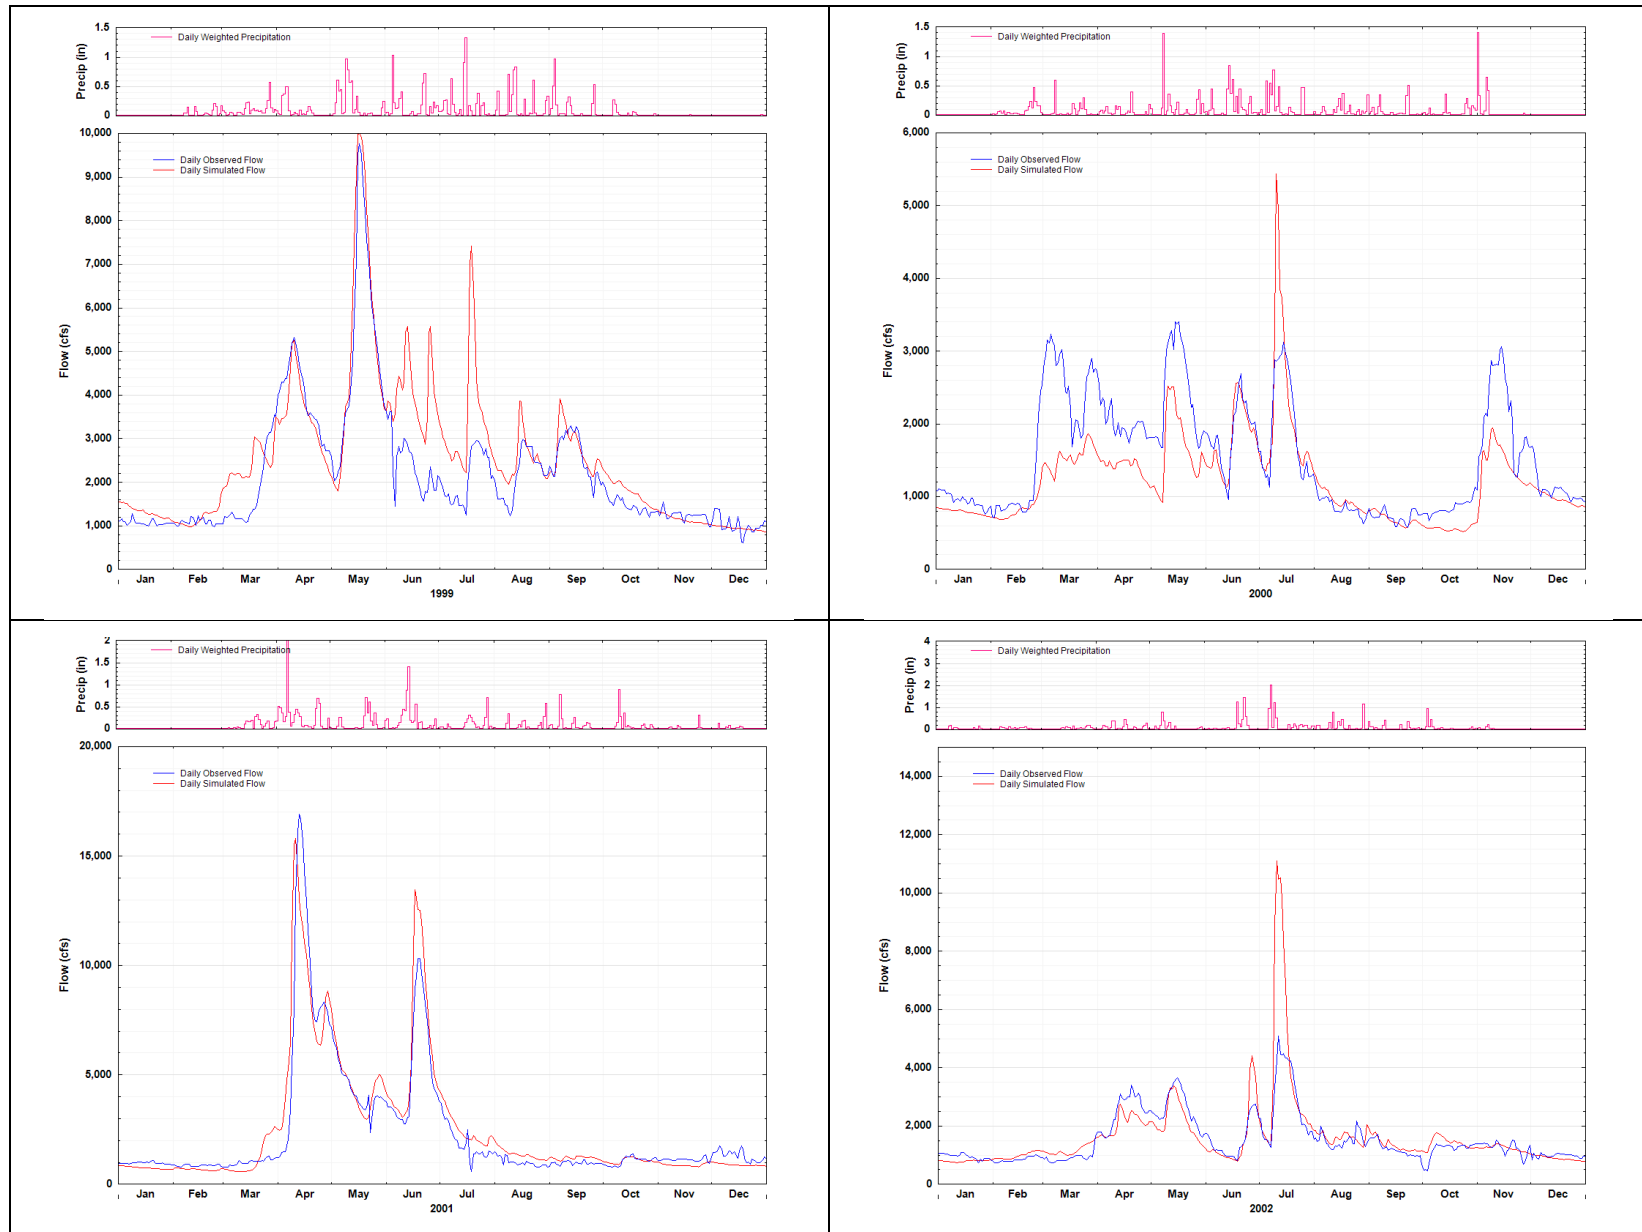 1.5
Daily Weighted Precipitation
1
0.5
0
Precip (in)
10,000
Daily Observed Flow
Daily Simulated Flow
9,000
8,000
7,000
6,000
5,000
4,000
3,000
2,000
1,000
0
Flow (cfs)
Jan Feb Mar Apr May Jun Jul Aug Sep Oct Nov Dec
1999
1.5
Daily Weighted Precipitation
1
0.5
0
Precip (in)
6,000
Daily Observed Flow
Daily Simulated Flow
5,000
4,000
3,000
2,000
1,000
0
Flow (cfs)
Jan Feb Mar Apr May Jun Jul Aug Sep Oct Nov Dec
2000
2
Daily Weighted Precipitation
1.5
1
0.5
0
Precip (in)
20,000
Daily Observed Flow
Daily Simulated Flow
15,000
10,000
5,000
0
Flow (cfs)
Jan Feb Mar Apr May Jun Jul Aug Sep Oct Nov Dec
2001
4
Daily Weighted Precipitation
3
2
1
0
Precip (in)
14,000
Daily Observed Flow
Daily Simulated Flow
12,000
10,000
8,000
6,000
4,000
2,000
0
Flow (cfs)
Jan Feb Mar Apr May Jun Jul Aug Sep Oct Nov Dec
2002